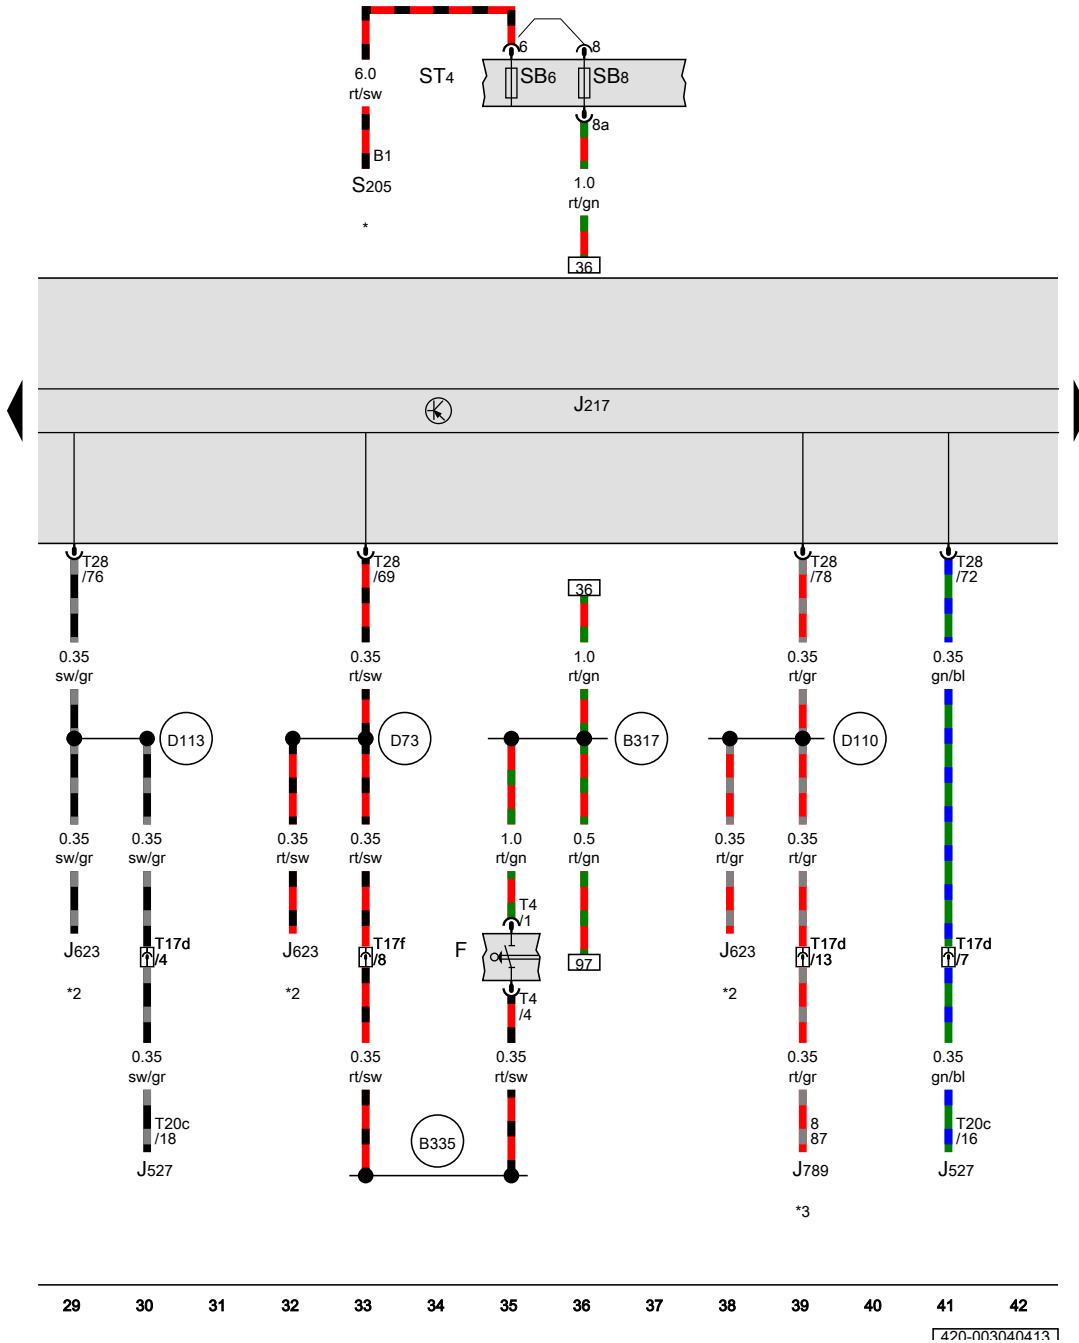 6 8
6.0 ST4 SB6 SB8
rt/sw
8a
B1
S205 1.0
rt/gn
*
36
J217
T28 T28 T28 T28
/76 /69 /78 /72
36
0.35 0.35 1.0 0.35 0.35
sw/gr rt/sw rt/gn rt/gr gn/bl
D113 D73 B317 D110
0.35 0.35 0.35 0.35 1.0 0.5 0.35 0.35
sw/gr sw/gr rt/sw rt/sw rt/gn rt/gn rt/gr rt/gr
T4
/1
J623 T17d J623 T17f F J623 T17d T17d
/4 /8 97 /13 /7
*2 *2 T4 *2
/4
0.35 0.35 0.35 0.35 0.35
sw/gr rt/sw rt/sw rt/gr gn/bl
T20c 8 T20c
/18 B335 87 /16
J527 J789 J527
*3
29 30 31 32 33 34 35 36 37 38 39 40 41 42
420-003040413